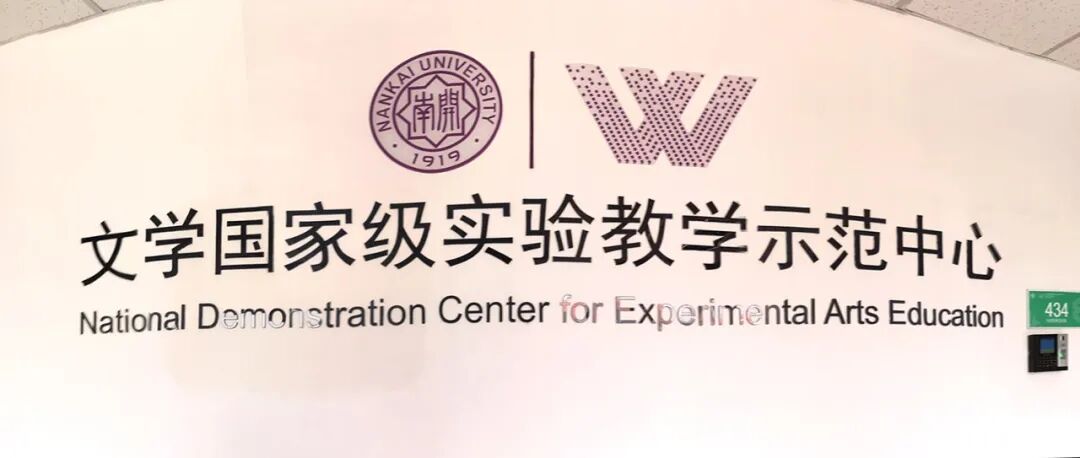 NANKAI UNIVERSITY
南開
1919
文学国家级实验教学示范中心
National Demonstration Center for Experimental Arts Education
434